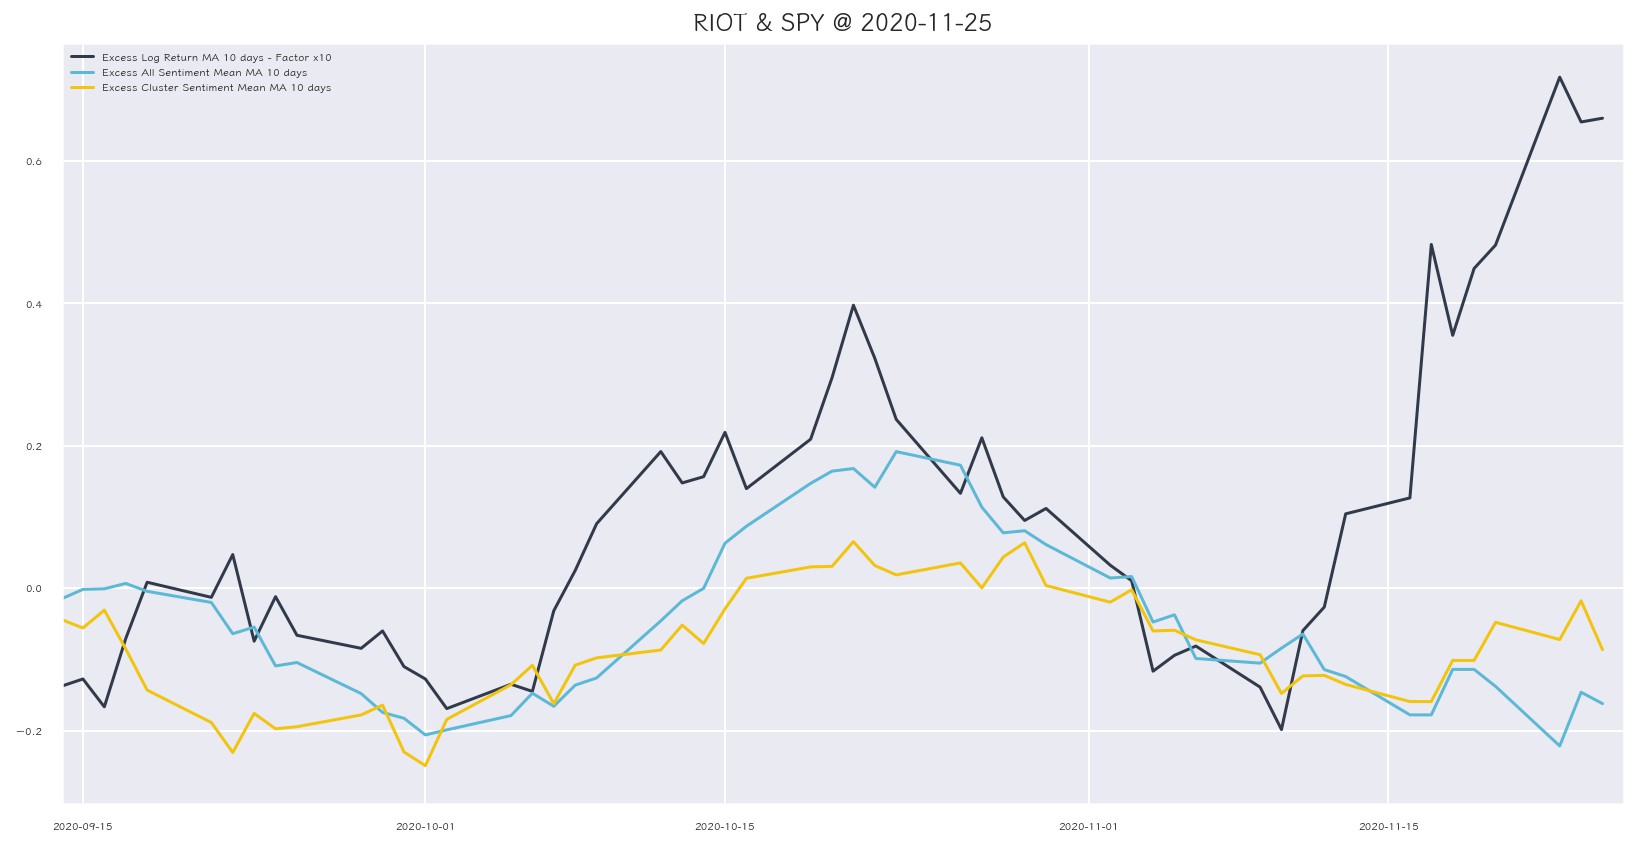 RIOT & SPY @ 2020-11-25
Excess Log Return MA 10 days - Factor x10
Excess All Sentiment Mean MA 10 days
Excess Cluster Sentiment Mean MA 10 days
0.6
0.4
0.2
0.0
−0.2
2020-09-15 2020-10-01 2020-10-15 2020-11-01 2020-11-15